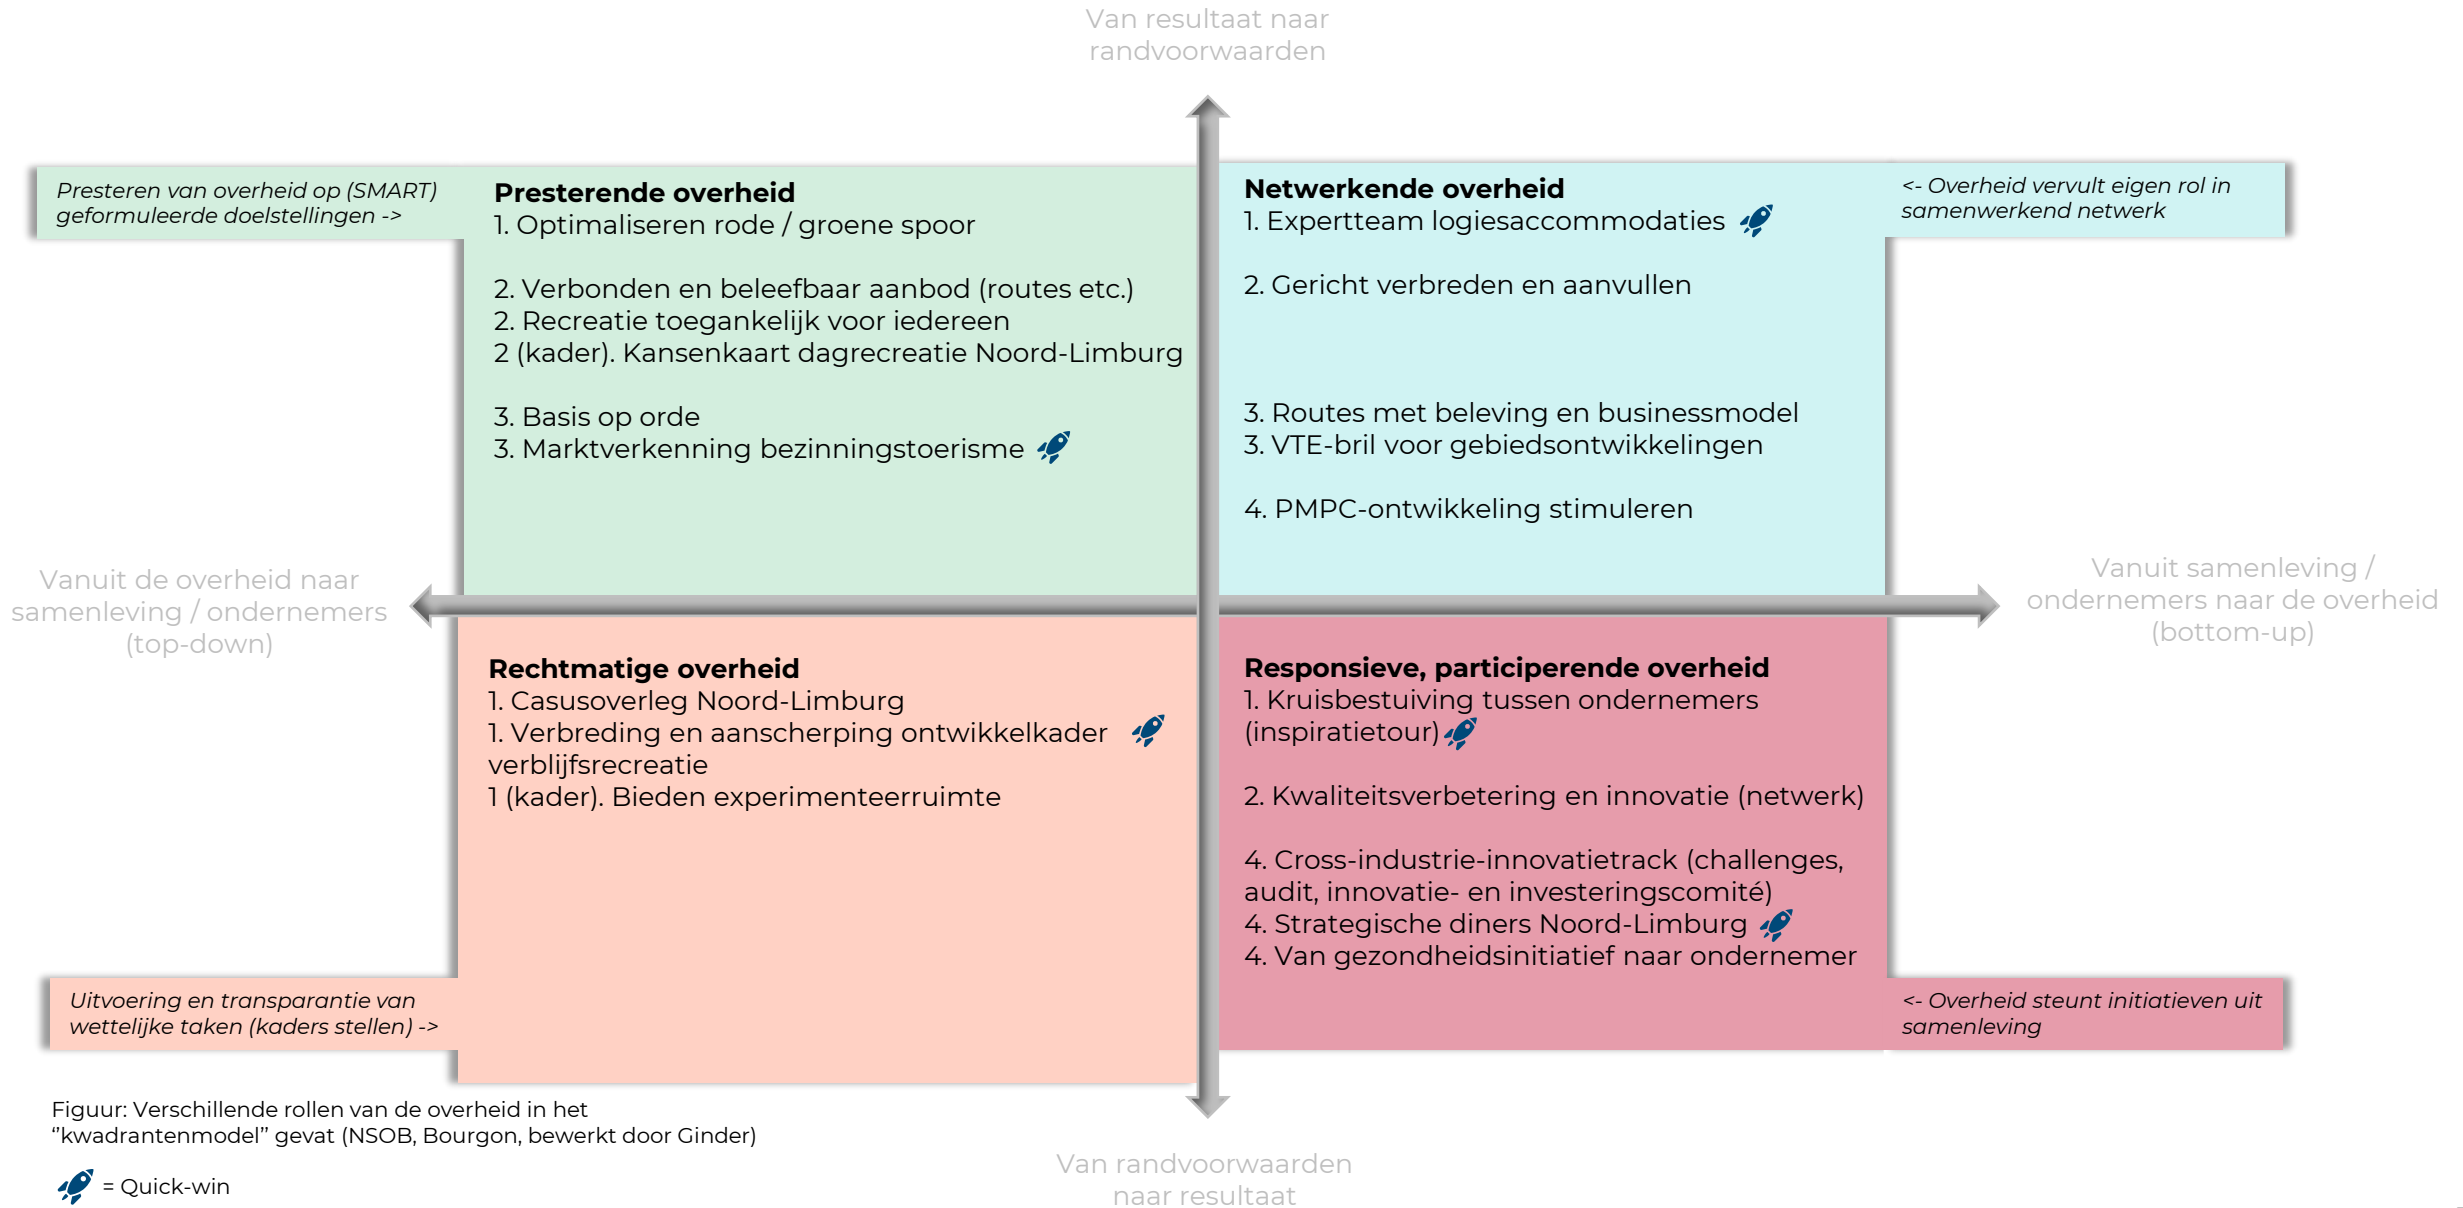 Van resultaat naar
randvoorwaarden
Presteren van overheid op (SMART)
geformuleerde doelstellingen ->
Presterende overheid
1. Optimaliseren rode / groene spoor
2. Verbonden en beleefbaar aanbod (routes etc.)
2. Recreatie toegankelijk voor iedereen
2 (kader). Kansenkaart dagrecreatie Noord-Limburg
3. Basis op orde
3. Marktverkenning bezinningstoerisme
Netwerkende overheid
1. Expertteam logiesaccommodaties
2. Gericht verbreden en aanvullen
3. Routes met beleving en businessmodel
3. VTE-bril voor gebiedsontwikkelingen
4. PMPC-ontwikkeling stimuleren
<- Overheid vervult eigen rol in
samenwerkend netwerk
Vanuit de overheid naar
samenleving / ondernemers
(top-down)
Vanuit samenleving /
ondernemers naar de overheid
(bottom-up)
Rechtmatige overheid
1. Casusoverleg Noord-Limburg
1. Verbreding en aanscherping ontwikkelkader
verblijfsrecreatie
1 (kader). Bieden experimenteerruimte
Uitvoering en transparantie van
wettelijke taken (kaders stellen) ->
Responsieve, participerende overheid
1. Kruisbestuiving tussen ondernemers
(inspiratietour)
2. Kwaliteitsverbetering en innovatie (netwerk)
4. Cross-industrie-innovatietrack (challenges,
audit, innovatie- en investeringscomité)
4. Strategische diners Noord-Limburg
4. Van gezondheidsinitiatief naar ondernemer
<- Overheid steunt initiatieven uit
samenleving
Figuur: Verschillende rollen van de overheid in het
‘’kwadrantenmodel’’ gevat (NSOB, Bourgon, bewerkt door Ginder)
= Quick-win
Van randvoorwaarden
naar resultaat